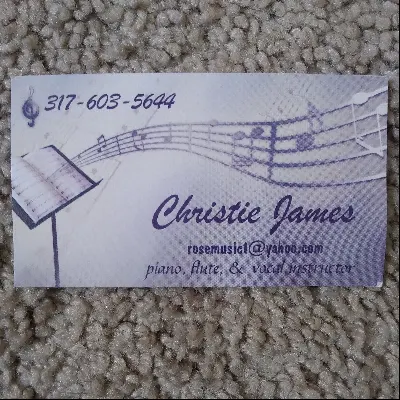 317-603-5644
Christie James
rosemusic1@yahoo.com
piano, flute, & vocal instructor